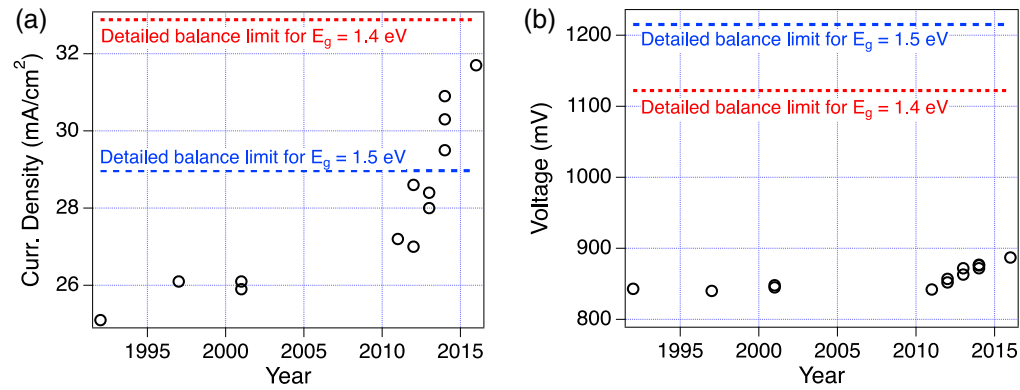 (a)
Detailed balance limit for Eg = 1.4 eV
Detailed balance limit for Eg = 1.5 eV
Curr. Density (mA/cm²)
32
30
28
26
1995 2000 2005 2010 2015
Year
(b)
Detailed balance limit for Eg = 1.5 eV
Detailed balance limit for Eg = 1.4 eV
Voltage (mV)
1200
1100
1000
900
800
1995 2000 2005 2010 2015
Year